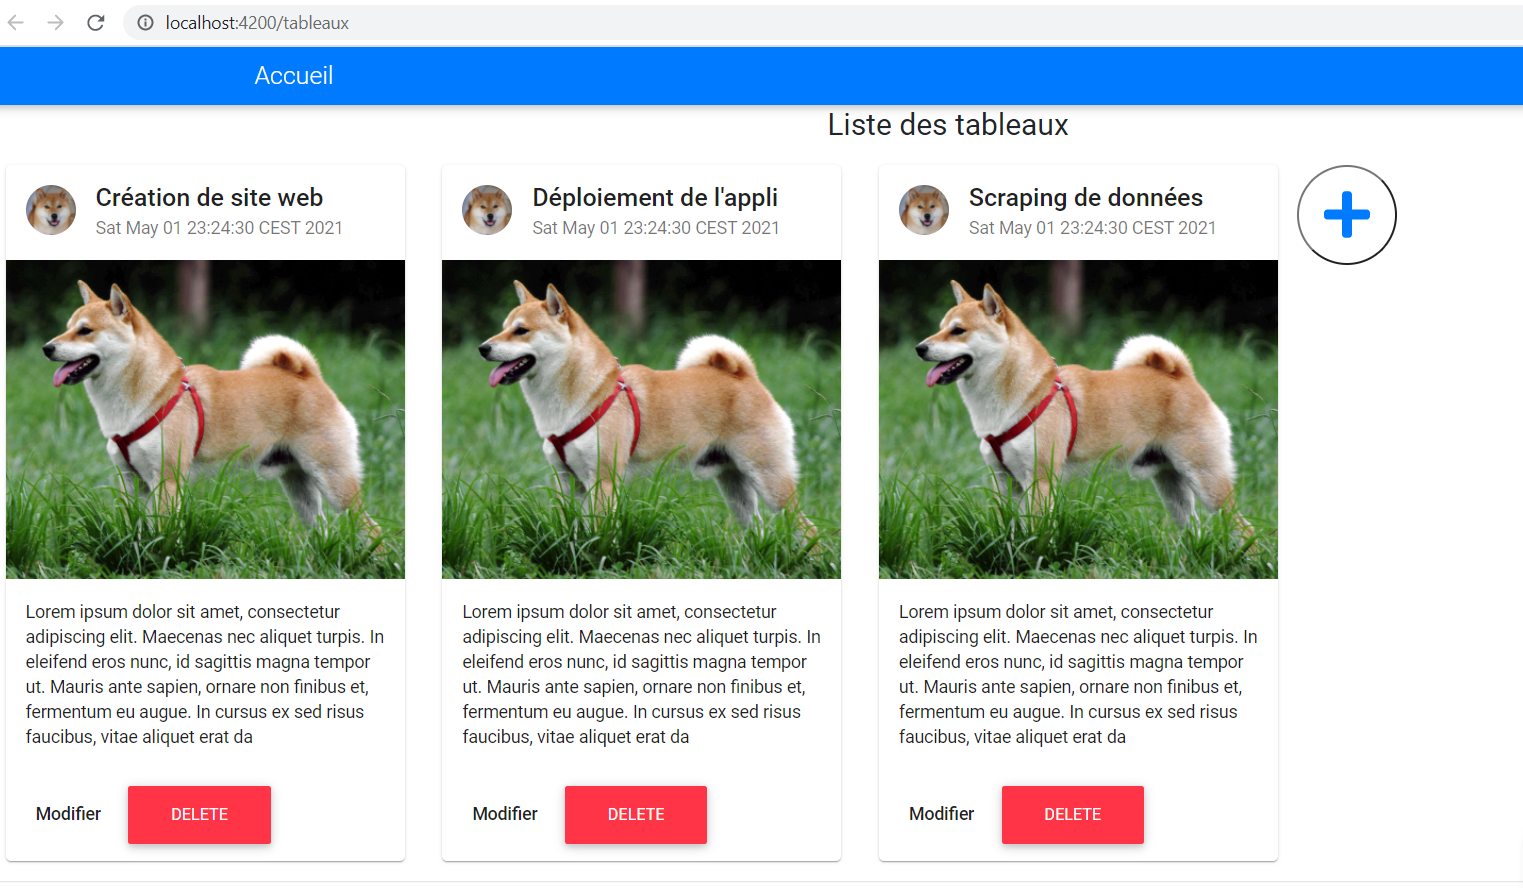 localhost:4200/tableaux
Accueil
Liste des tableaux
Création de site web
Sat May 01 23:24:30 CEST 2021
Lorem ipsum dolor sit amet, consectetur
adipiscing elit. Maecenas nec aliquet turpis. In
eleifend eros nunc, id sagittis magna tempor
ut. Mauris ante sapien, ornare non finibus et,
fermentum eu augue. In cursus ex sed risus
faucibus, vitae aliquet erat da
Modifier DELETE
Déploiement de l'appli
Sat May 01 23:24:30 CEST 2021
Lorem ipsum dolor sit amet, consectetur
adipiscing elit. Maecenas nec aliquet turpis. In
eleifend eros nunc, id sagittis magna tempor
ut. Mauris ante sapien, ornare non finibus et,
fermentum eu augue. In cursus ex sed risus
faucibus, vitae aliquet erat da
Modifier DELETE
Scraping de données
Sat May 01 23:24:30 CEST 2021
Lorem ipsum dolor sit amet, consectetur
adipiscing elit. Maecenas nec aliquet turpis. In
eleifend eros nunc, id sagittis magna tempor
ut. Mauris ante sapien, ornare non finibus et,
fermentum eu augue. In cursus ex sed risus
faucibus, vitae aliquet erat da
Modifier DELETE